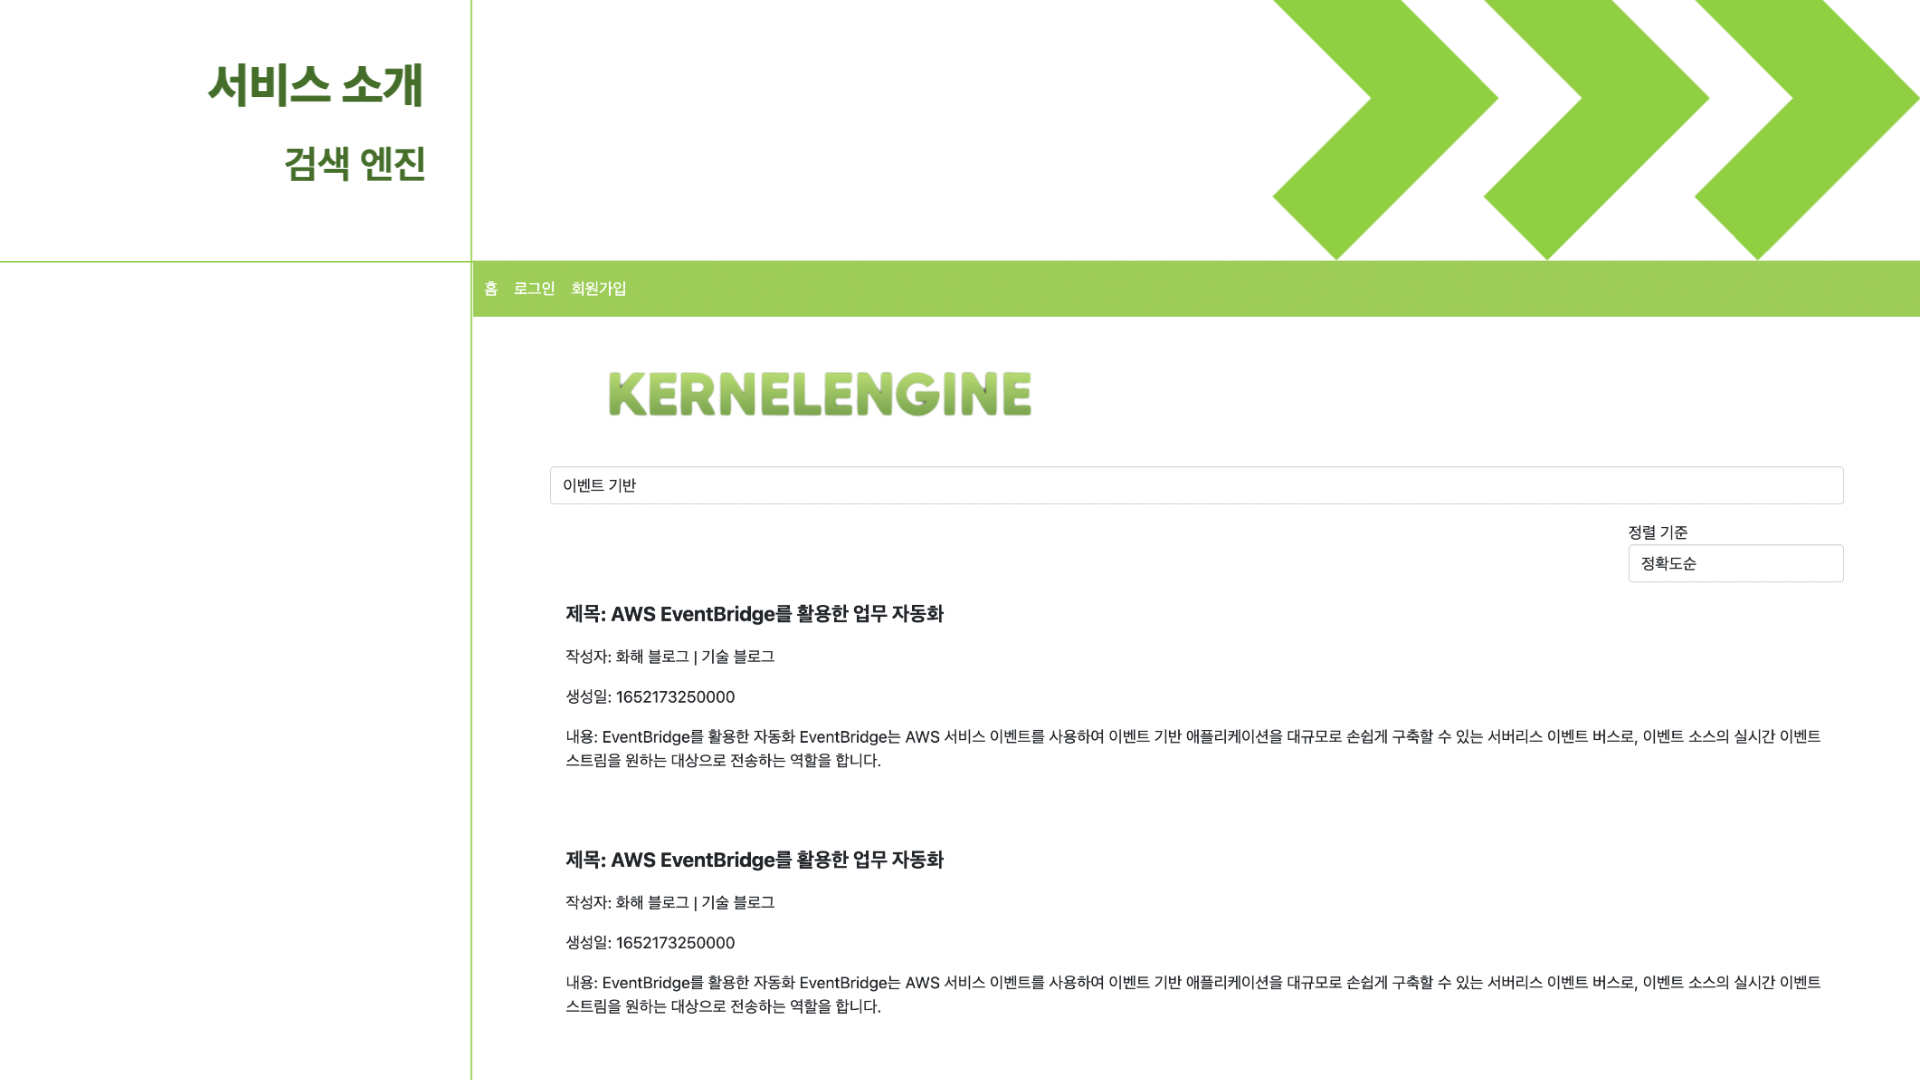 서비스 소개
검색 엔진
홈 로그인 회원가입
KERNELENGINE
이벤트 기반
정렬 기준
정확도순
제목: AWS EventBridge를 활용한 업무 자동화
작성자: 화해 블로그 | 기술 블로그
생성일: 1652173250000
내용: EventBridge를 활용한 자동화 EventBridge는 AWS 서비스 이벤트를 사용하여 이벤트 기반 애플리케이션을 대규모로 손쉽게 구축할 수 있는 서버리스 이벤트 버스로, 이벤트 소스의 실시간 이벤트
스트림을 원하는 대상으로 전송하는 역할을 합니다.
제목: AWS EventBridge를 활용한 업무 자동화
작성자: 화해 블로그 | 기술 블로그
생성일: 1652173250000
내용: EventBridge를 활용한 자동화 EventBridge는 AWS 서비스 이벤트를 사용하여 이벤트 기반 애플리케이션을 대규모로 손쉽게 구축할 수 있는 서버리스 이벤트 버스로, 이벤트 소스의 실시간 이벤트
스트림을 원하는 대상으로 전송하는 역할을 합니다.